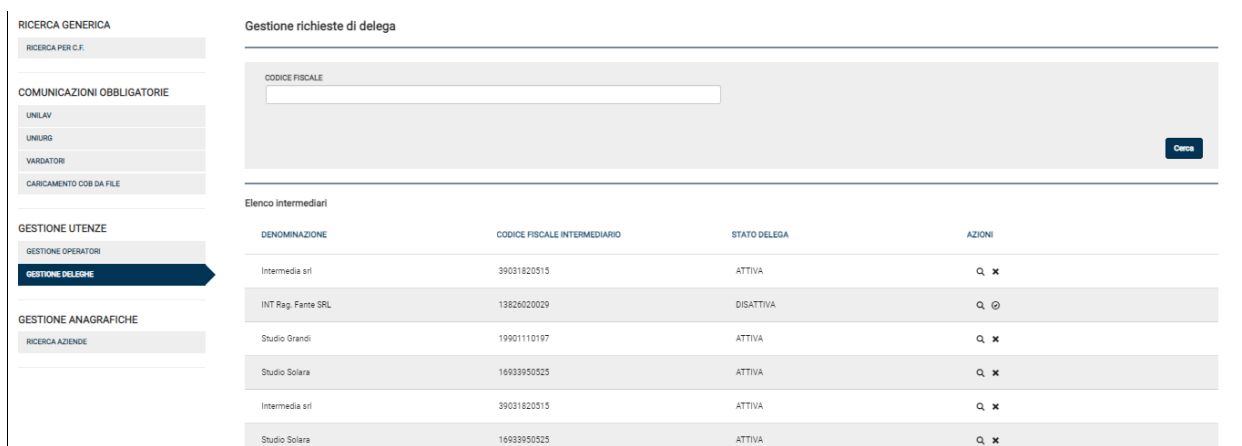 RICERCA GENERICA
RICERCA PER C.F.
COMUNICAZIONI OBBLIGATORIE
UNILAV
UNIURG
VARDATORI
CARICAMENTO COB DA FILE
GESTIONE UTENZE
GESTIONE OPERATORI
GESTIONE DELEGHE
GESTIONE ANAGRAFICHE
RICERCA AZIENDE
Gestione richieste di delega
CODICE FISCALE
Cerca
Elenco intermediari
DENOMINAZIONE CODICE FISCALE INTERMEDIARIO STATO DELEGA AZIONI
Intermedia srl 39031820515 ATTIVA
INT Rag. Fante SRL 13826020029 DISATTIVA
Studio Grandi 19901110197 ATTIVA
Studio Solara 16933950525 ATTIVA
Intermedia srl 39031820515 ATTIVA
Studio Solara 16933950525 ATTIVA